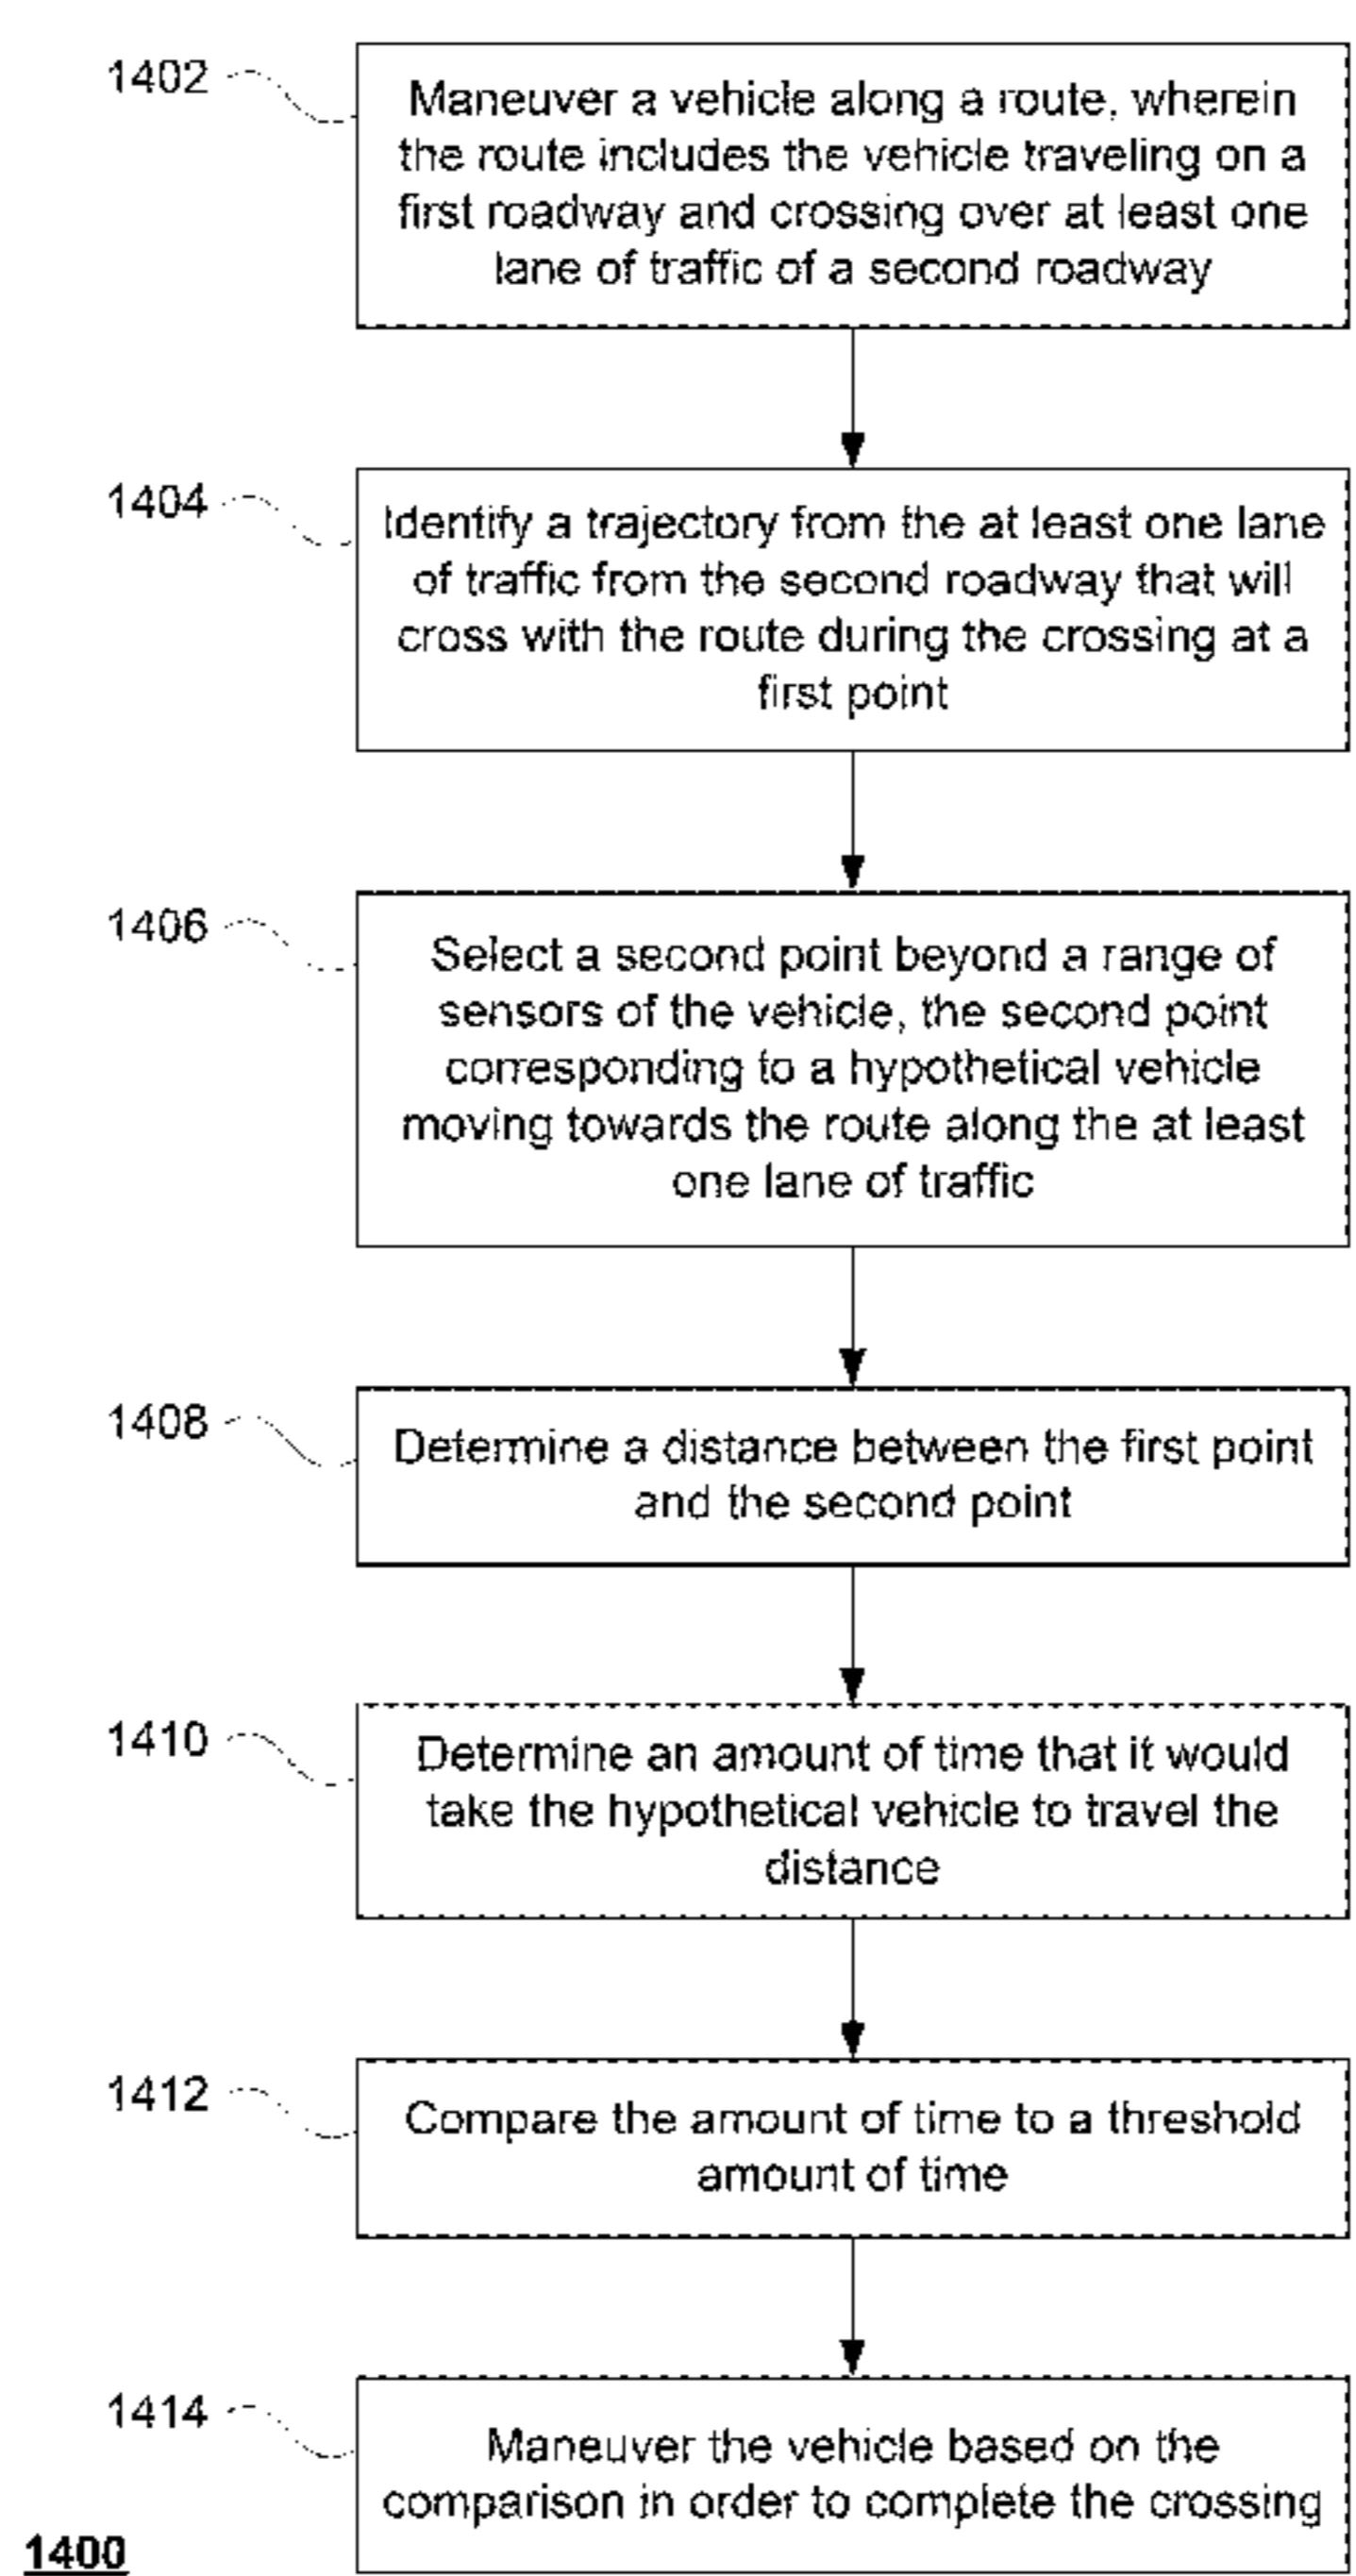 1402
Maneuver a vehicle along a route, wherein
the route includes the vehicle traveling on a
first roadway and crossing over at least one
lane of traffic of a second roadway
1404
Identify a trajectory from the at least one lane
of traffic from the second roadway that will
cross with the route during the crossing at a
first point
1406
Select a second point beyond a range of
sensors of the vehicle, the second point
corresponding to a hypothetical vehicle
moving towards the route along the at least
one lane of traffic
1408
Determine a distance between the first point
and the second point
1410
Determine an amount of time that it would
take the hypothetical vehicle to travel the
distance
1412
Compare the amount of time to a threshold
amount of time
1414
Maneuver the vehicle based on the
comparison in order to complete the crossing
1400